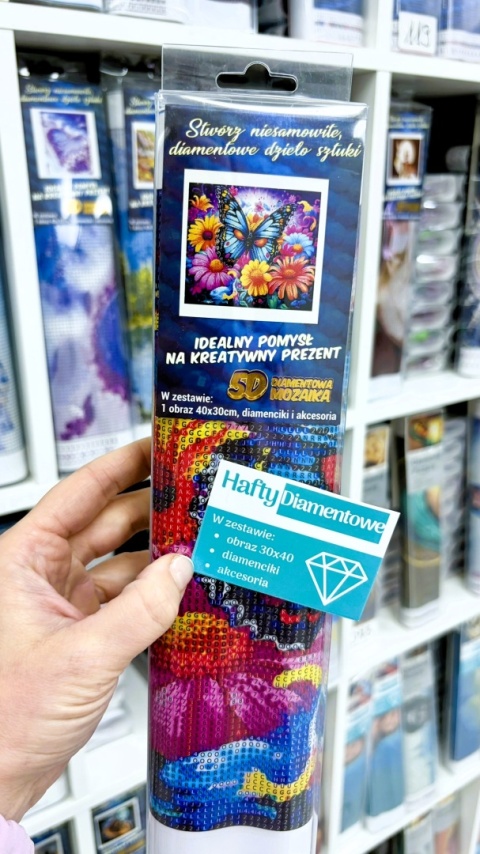 113
Stwórz niesamowite,
diamentowe dzieło sztuki
IDEALNY POMYSŁ
NA KREATYWNY PREZENT
5D DIAMENTOWA
MOZAIKA
W zestawie:
1 obraz 40x30cm, diamenciki i akcesoria
Hafty Diamentowe
W zestawie:
• obraz 30x40
• diamenciki
• akcesoria